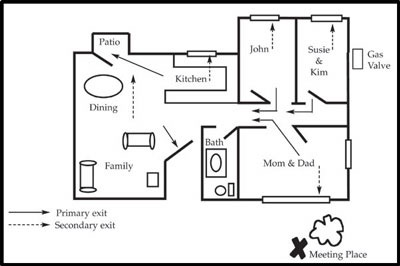 Patio
John
Susie
&
Kim
Gas
Valve
Kitchen
Dining
Bath
Family
Mom & Dad
Primary exit
Secondary exit
Meeting Place